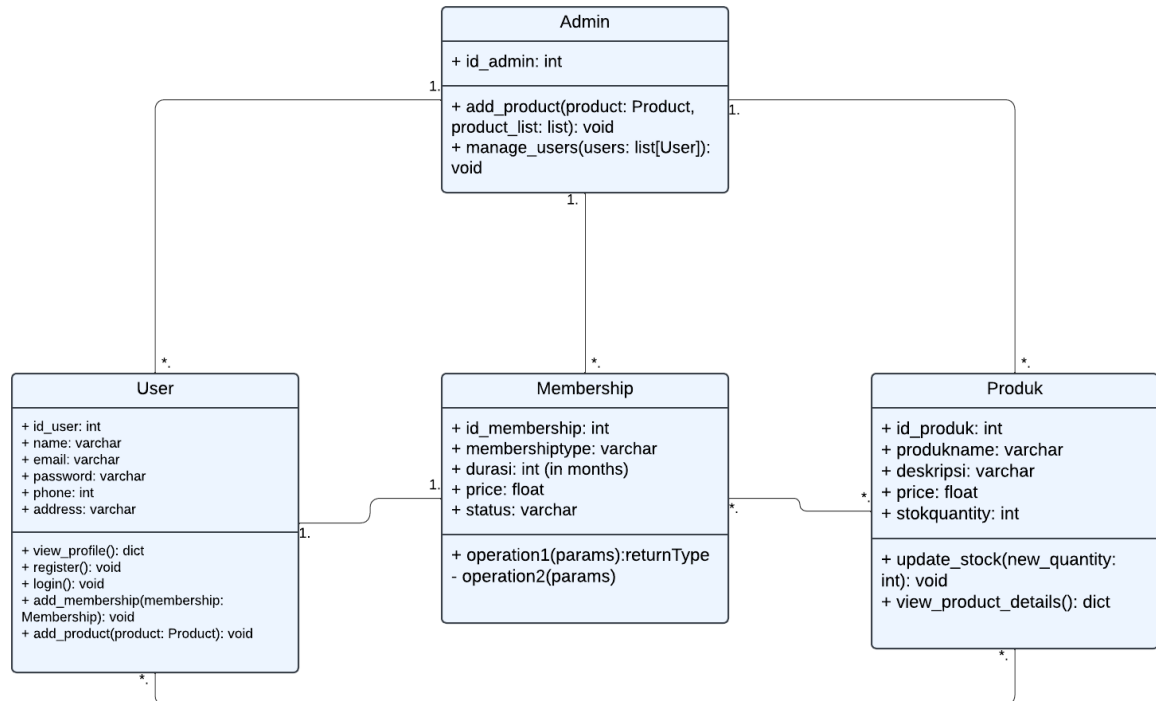 Admin
+ id_admin: int
1.
+ add_product(product: Product,
product_list: list): void
+ manage_users(users: list[User]):
void
1.
1.
*.
*.
*.
User
+ id_user: int
+ name: varchar
+ email: varchar
+ password: varchar
+ phone: int
+ address: varchar
1.
+ view_profile(): dict
+ register(): void
+ login(): void
+ add_membership(membership:
Membership): void
+ add_product(product: Product): void
*.
Membership
+ id_membership: int
+ membershiptype: varchar
+ durasi: int (in months)
+ price: float
+ status: varchar
1.
*.
+ operation1(params):returnType
- operation2(params)
Produk
+ id_produk: int
+ produkname: varchar
+ deskripsi: varchar
+ price: float
+ stokquantity: int
*.
+ update_stock(new_quantity:
int): void
+ view_product_details(): dict
*.